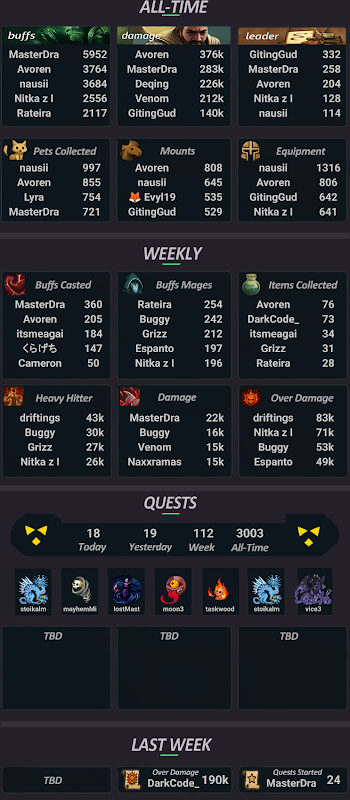 ALL-TIME
buffs damage leader
MasterDra 5952 Avoren 376k GitingGud 332
Avoren 3764 MasterDra 283k MasterDra 258
nausii 3684 Deqing 226k Avoren 204
Nitka z l 2556 Venom 212k Nitka z l 128
Rateira 2117 GitingGud 140k nausii 114
Pets Collected Mounts Equipment
nausii 997 Avoren 808 nausii 1316
Avoren 855 nausii 645 Avoren 806
Lyra 754 🦊 Evyl19 535 GitingGud 642
MasterDra 721 GitingGud 529 Nitka z l 641
WEEKLY
Buffs Casted Buffs Mages Items Collected
MasterDra 360 Rateira 254 Avoren 76
Avoren 205 Buggy 242 DarkCode_ 73
itsmeagai 184 Grizz 212 itsmeagai 34
くらげち 147 Espanto 197 Grizz 31
Cameron 50 Nitka z l 196 Rateira 28
Heavy Hitter Damage Over Damage
driftings 43k MasterDra 22k driftings 83k
Buggy 30k Buggy 16k Nitka z l 71k
Grizz 27k Venom 15k Buggy 53k
Nitka z l 26k Naxxramas 15k Espanto 49k
QUESTS
18 19 112 3003
Today Yesterday Week All-Time
stoikalm mayhemMi lostMast moon3 taskwood stoikalm vice3
TBD TBD TBD
LAST WEEK
TBD Over Damage Quests Started
DarkCode_ 190k MasterDra 24